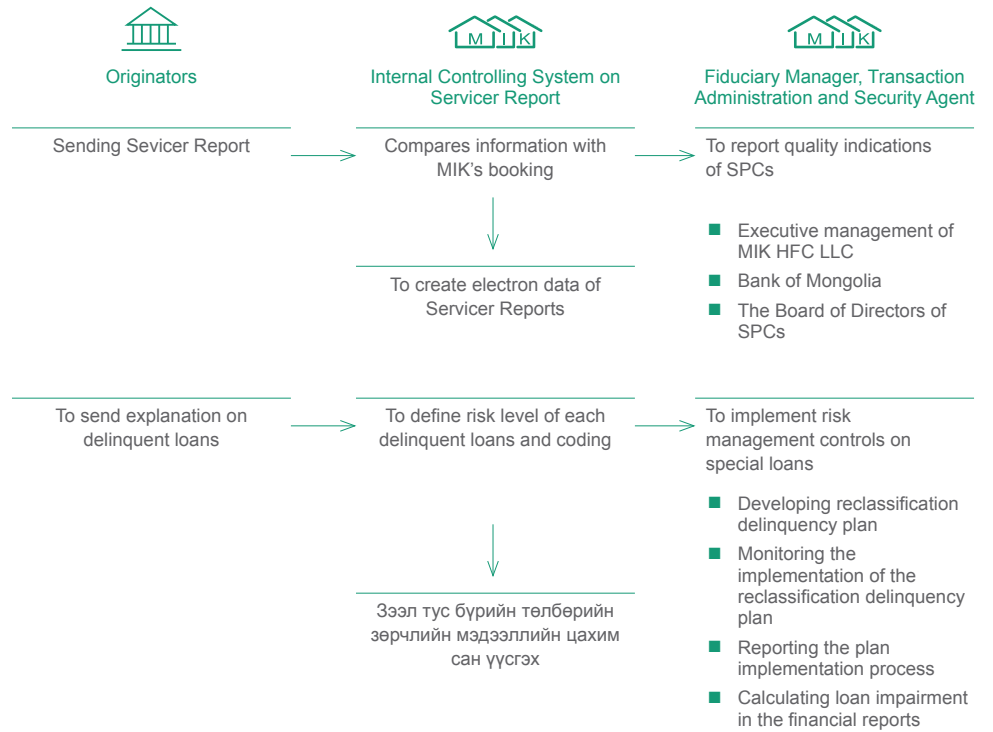 M I K
M I K
Originators
Internal Controlling System on
Servicer Report
Fiduciary Manager, Transaction
Administration and Security Agent
Sending Sevicer Report
Compares information with
MIK's booking
To report quality indications
of SPCs
Executive management of
MIK HFC LLC
Bank of Mongolia
The Board of Directors of
SPCs
To create electron data of
Servicer Reports
To send explanation on
delinquent loans
To define risk level of each
delinquent loans and coding
To implement risk
management controls on
special loans
Developing reclassification
delinquency plan
Monitoring the
implementation of the
reclassification delinquency
plan
Reporting the plan
implementation process
Calculating loan impairment
in the financial reports
Зээл тус бүрийн төлбөрийн
зөрчлийн мэдээллийн цахим
сан үүсгэх